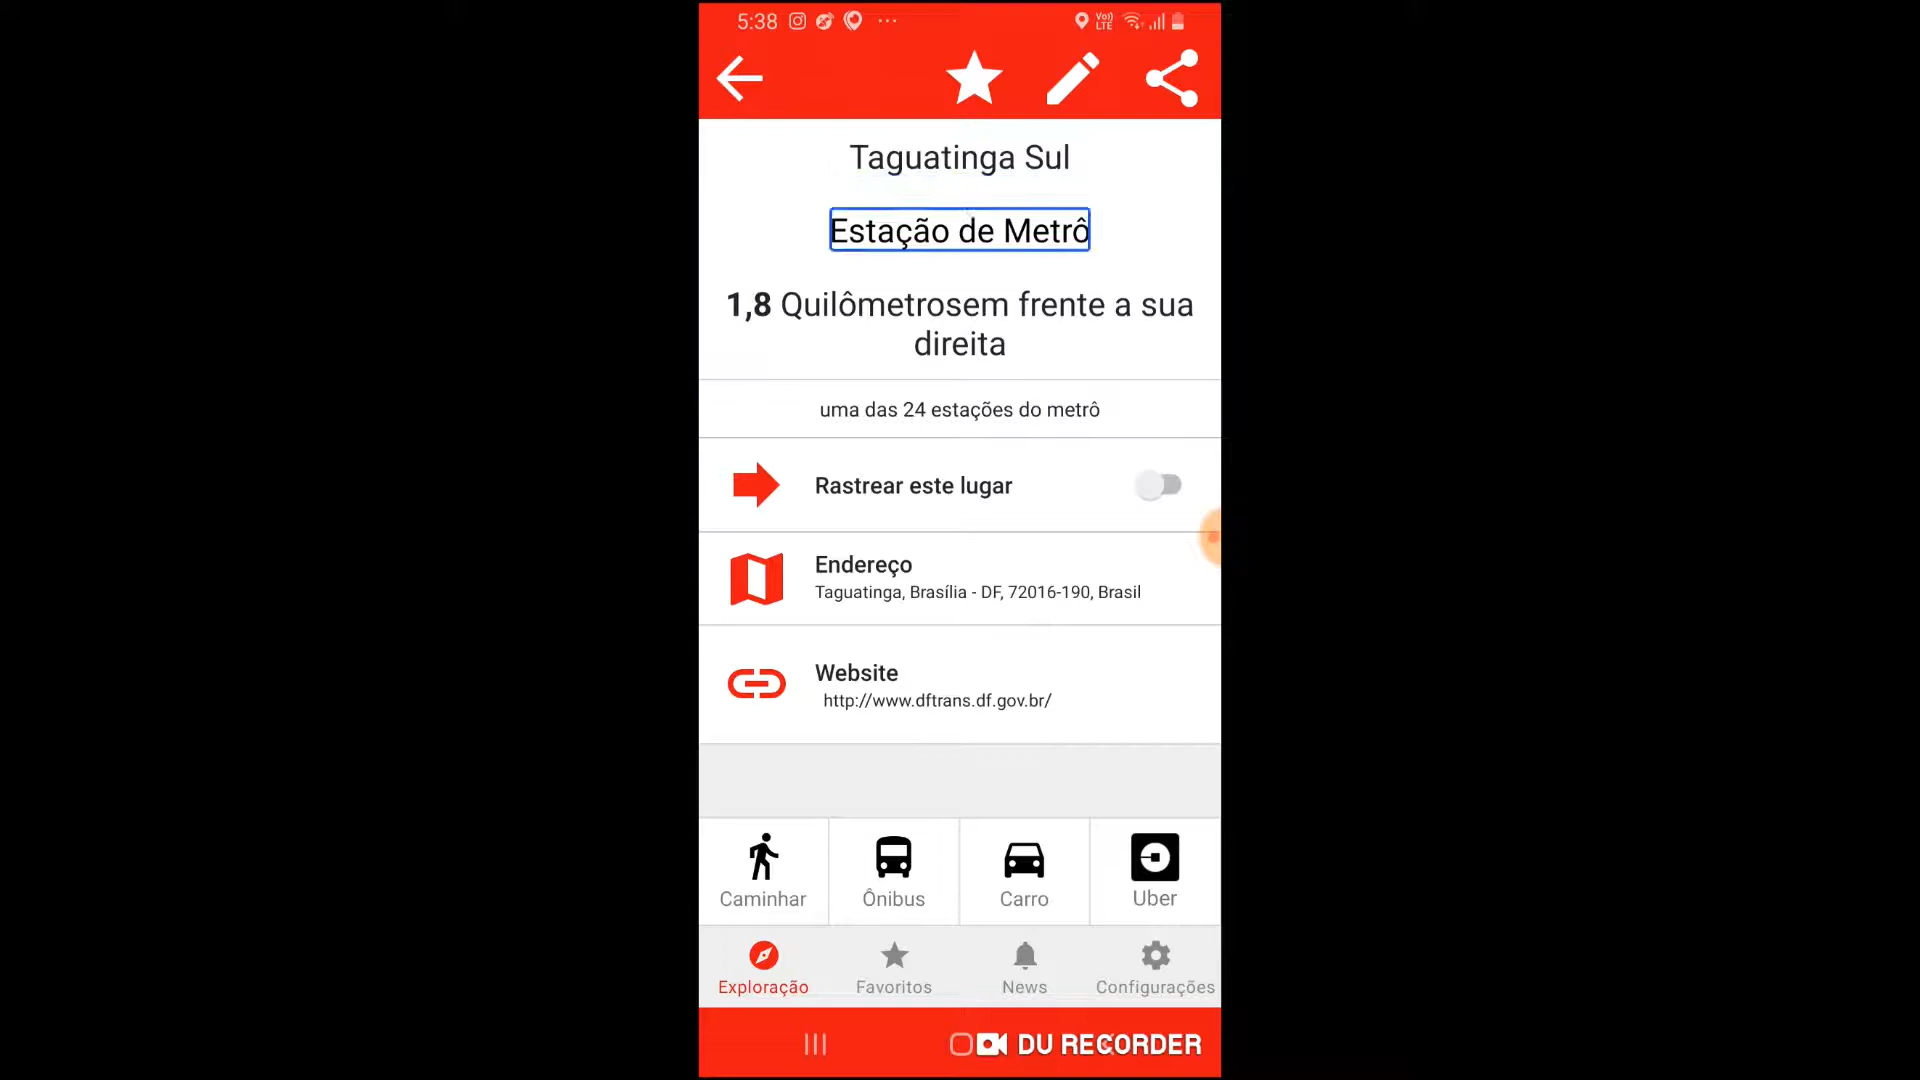 5:38
Vo))
LTE
Taguatinga Sul
Estação de Metrô
1,8 Quilômetrosem frente a sua
direita
uma das 24 estações do metrô
Rastrear este lugar
Endereço
Taguatinga, Brasília - DF, 72016-190, Brasil
Website
http://www.dftrans.df.gov.br/
Caminhar
Ônibus
Carro
Uber
Exploração
Favoritos
News
Configurações
DU RECORDER